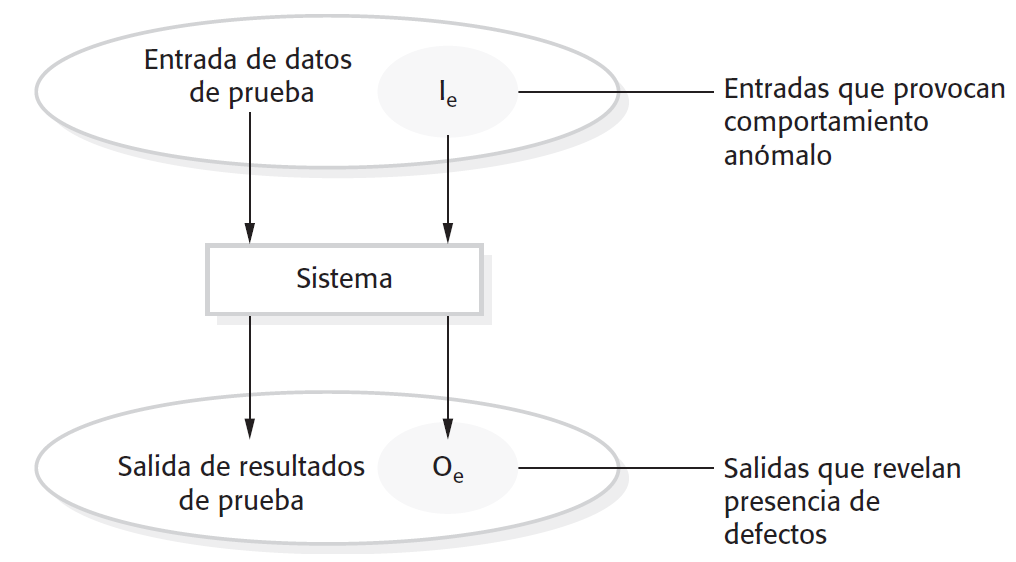 Entrada de datos
de prueba
Ie
Entradas que provocan
comportamiento
anómalo
Sistema
Salida de resultados
de prueba
Oe
Salidas que revelan
presencia de
defectos